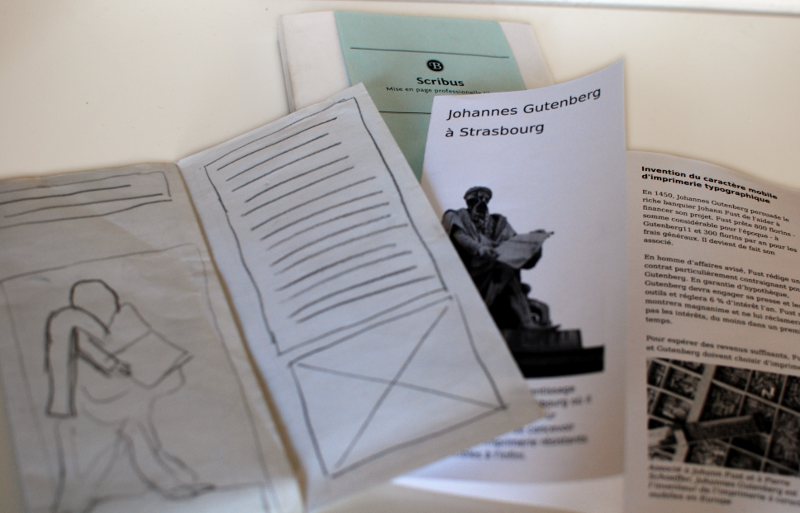 Scribus
Mise en page professionnelle
Johannes Gutenberg
à Strasbourg
Invention du caractère mobile
d'imprimerie typographique
En 1450, Johannes Gutenberg persuade le
riche banquier Johann Fust de l'aider à
financer son projet. Fust prête 800 florins -
somme considérable pour l'époque - à
Gutenberg11 et 300 florins par an pour les
frais généraux. Il devient de fait son
associé.
En homme d'affaires avisé, Fust rédige un
contrat particulièrement contraignant pour
Gutenberg. En garantie d'hypothèque,
Gutenberg devra engager sa presse et les
outils et réglera 6 % d'intérêt l'an. Fust se
montrera magnanime et ne lui réclamera
pas les intérêts, du moins dans un premier
temps.
Pour espérer des revenus suffisants, Fust
et Gutenberg doivent choisir d'imprimer
Associé à Johann Fust et à Pierre
Schoeffer, Johannes Gutenberg est
l'inventeur de l'imprimerie à caractères
mobiles en Europe